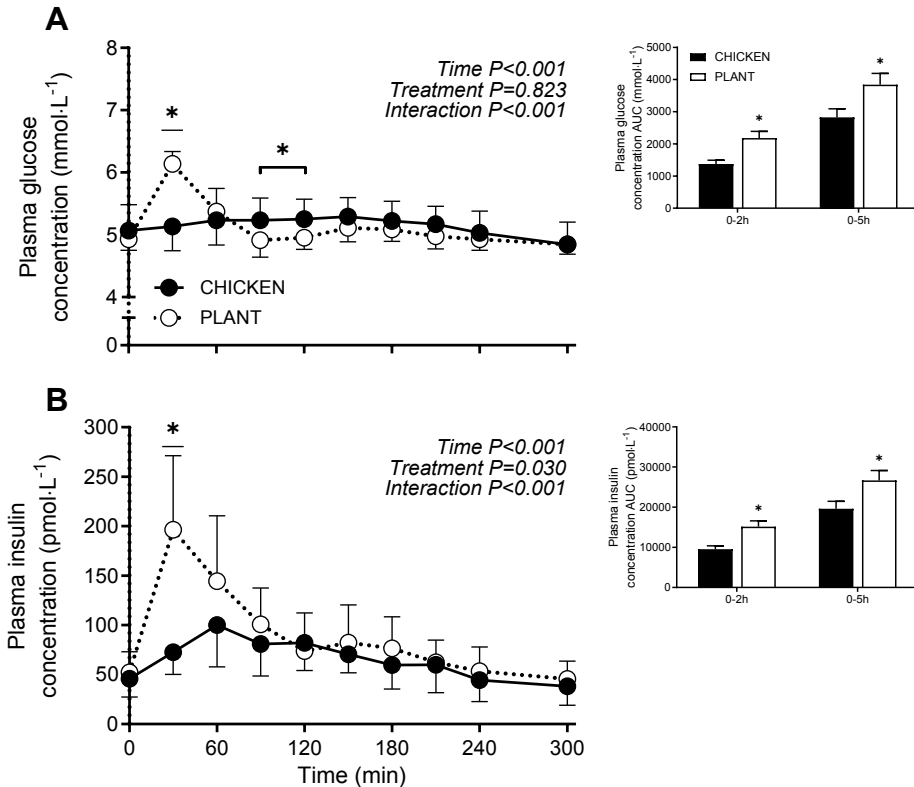 A
8
7
6
5
4
0
Plasma glucose
concentration (mmol·L⁻¹)
*
*
Time P<0.001
Treatment P=0.823
Interaction P<0.001
CHICKEN
PLANT
5000
4000
3000
2000
1000
0
Plasma glucose
concentration AUC (mmol·L⁻¹)
CHICKEN
PLANT
*
*
0-2h
0-5h
B
300
250
200
150
100
50
0
Plasma insulin
concentration (pmol·L⁻¹)
*
Time P<0.001
Treatment P=0.030
Interaction P<0.001
0
60
120
180
240
300
Time (min)
40000
30000
20000
10000
0
Plasma insulin
concentration AUC (pmol·L⁻¹)
*
*
0-2h
0-5h